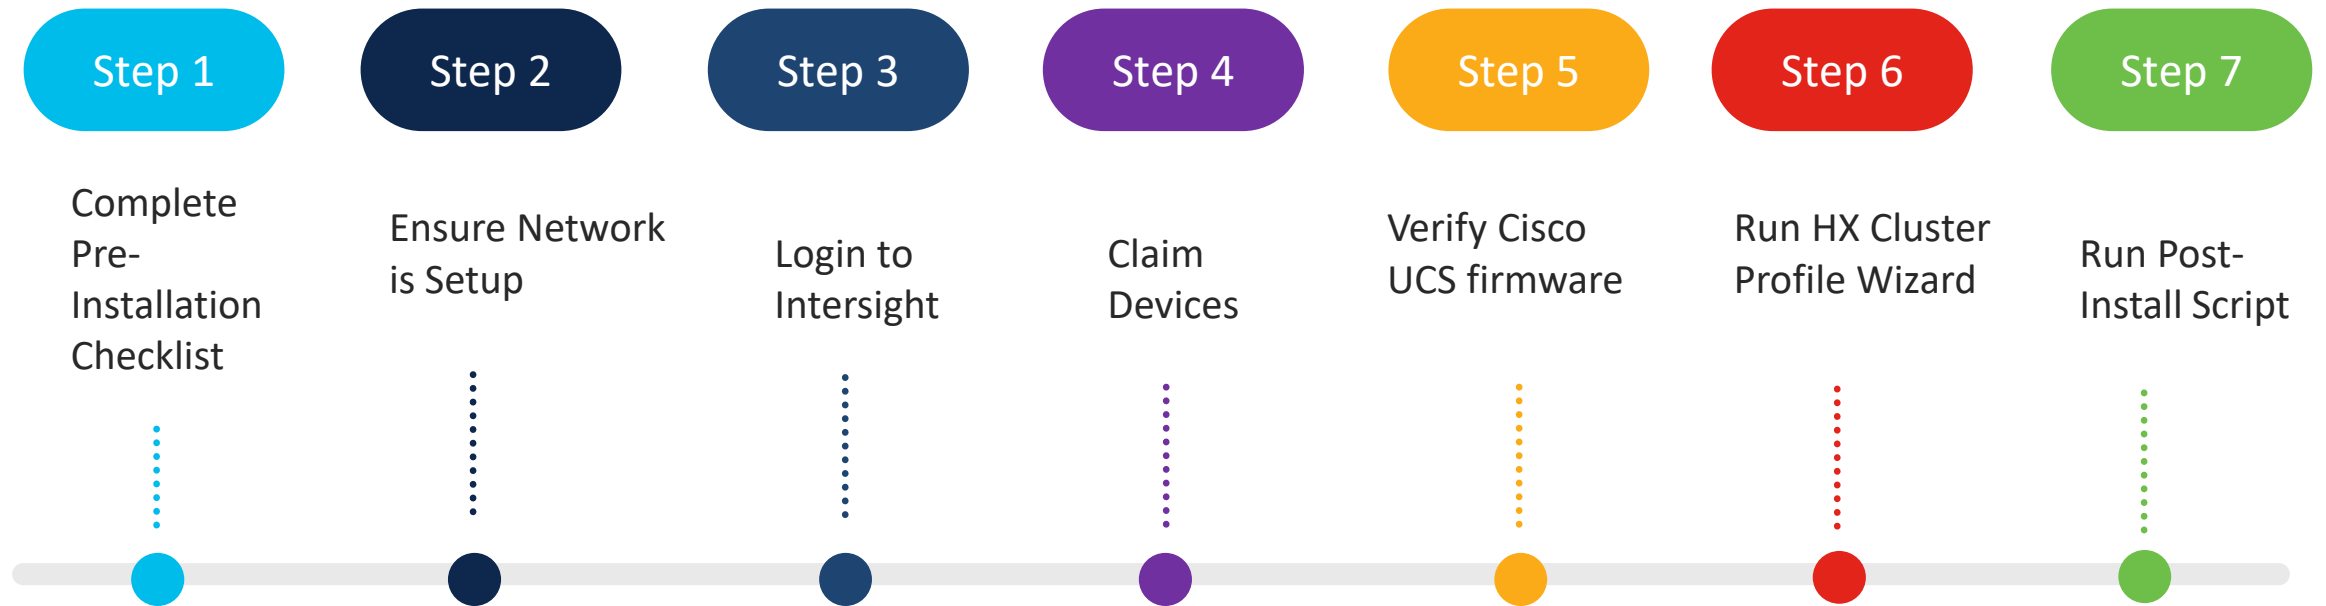 Step 1
Step 2
Step 3
Step 4
Step 5
Step 6
Step 7
Complete
Pre-
Installation
Checklist
Ensure Network
is Setup
Login to
Intersight
Claim
Devices
Verify Cisco
UCS firmware
Run HX Cluster
Profile Wizard
Run Post-
Install Script